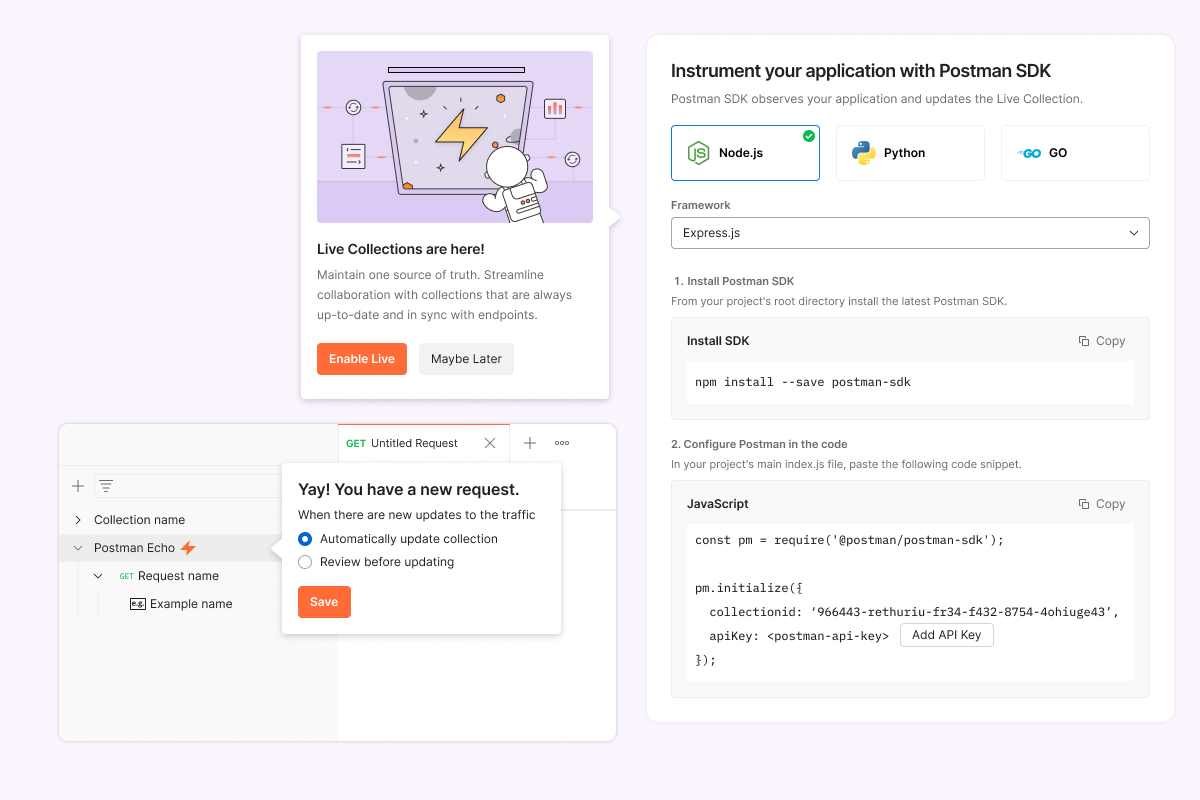 Live Collections are here!
Maintain one source of truth. Streamline
collaboration with collections that are always
up-to-date and in sync with endpoints.
Enable Live
Maybe Later
GET Untitled Request
Collection name
Postman Echo
GET Request name
e.g. Example name
Yay! You have a new request.
When there are new updates to the traffic
Automatically update collection
Review before updating
Save
Instrument your application with Postman SDK
Postman SDK observes your application and updates the Live Collection.
JS Node.js
Python
GO GO
Framework
Express.js
1. Install Postman SDK
From your project's root directory install the latest Postman SDK.
Install SDK
Copy
npm install --save postman-sdk
2. Configure Postman in the code
In your project's main index.js file, paste the following code snippet.
JavaScript
Copy
const pm = require('@postman/postman-sdk');
pm.initialize({
collectionid: ‘966443-rethuriu-fr34-f432-8754-4ohiuge43’,
apiKey: <postman-api-key> Add API Key
});